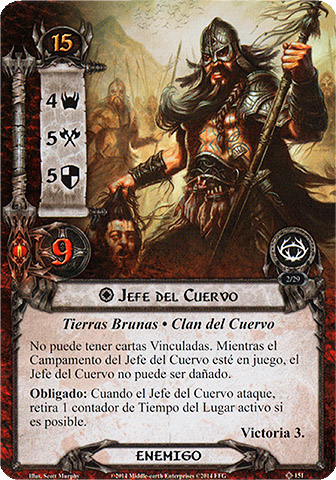 15
4
5
5
9
2/29
Jefe del Cuervo
Tierras Brunas • Clan del Cuervo
No puede tener cartas Vinculadas. Mientras el
Campamento del Jefe del Cuervo esté en juego, el
Jefe del Cuervo no puede ser dañado.
Obligado: Cuando el Jefe del Cuervo ataque,
retira 1 contador de Tiempo del Lugar activo si
es posible.
Victoria 3.
ENEMIGO
Illus. Scott Murphy
©2014 Middle-earth Enterprises ©2014 FFG
151